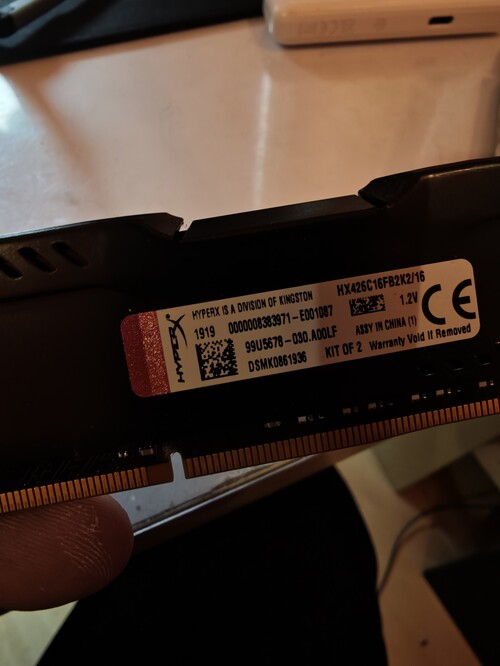 HYPERX
HYPERX IS A DIVISION OF KINGSTON
HX426C16FB2K2/16
1919 0000008383971-E001087
1.2V
CE
99U5678-030.A00LF
ASSY IN CHINA (1)
DSMK0861936
KIT OF 2 Warranty Void If Removed